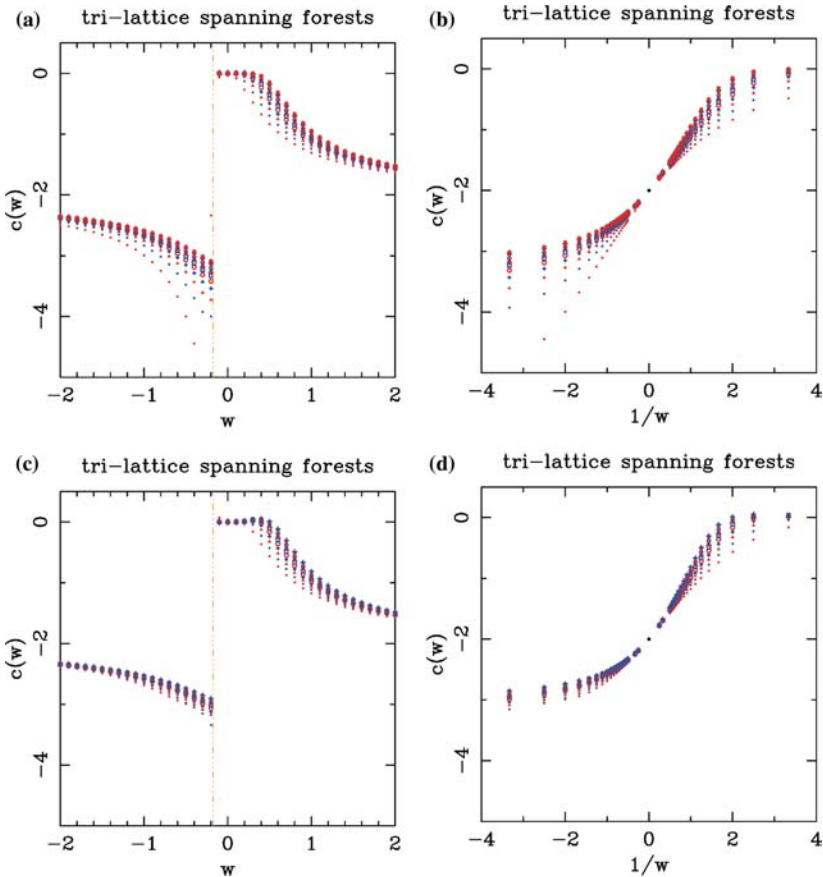 (a) tri-lattice spanning forests
0
−2
−4
c(w)
−2 −1 0 1 2
w
(b) tri-lattice spanning forests
0
−2
−4
c(w)
−4 −2 0 2 4
1/w
(c) tri-lattice spanning forests
0
−2
−4
c(w)
−2 −1 0 1 2
w
(d) tri-lattice spanning forests
0
−2
−4
c(w)
−4 −2 0 2 4
1/w